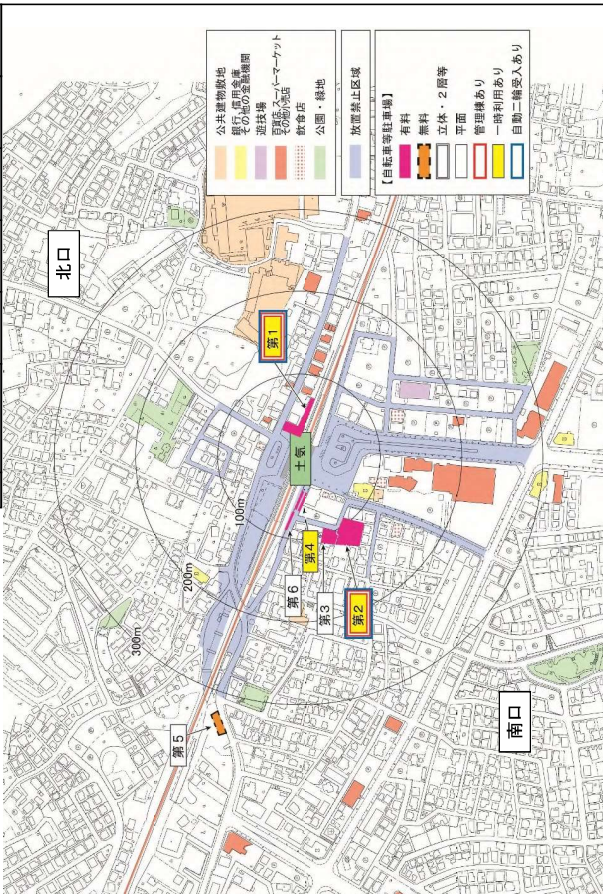 公共建物敷地
銀行、信用金庫
その他の金融機関
遊技場
百貨店、スーパーマーケット
その他小売店
飲食店
公園・緑地
放置禁止区域
【自転車等駐車場】
有料
無料
立体・2層等
平面
管理棟あり
一時利用あり
自動二輪受入あり
北口
第1
土気
100m
200m
300m
第6
第4
第3
第2
第5
南口